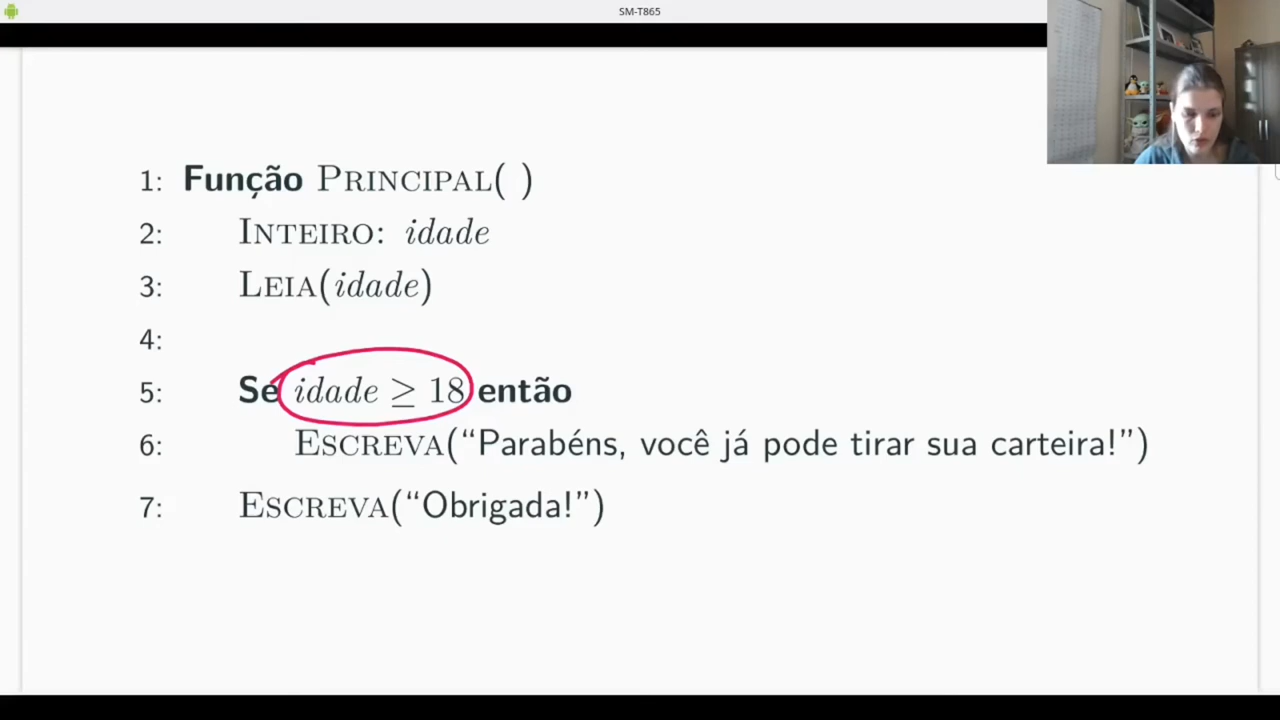 SM-T865
1: Função Principal( )
2: Inteiro: idade
3: Leia(idade)
4:
5: Se idade ≥ 18 então
6: Escreva(“Parabéns, você já pode tirar sua carteira!”)
7: Escreva(“Obrigada!”)